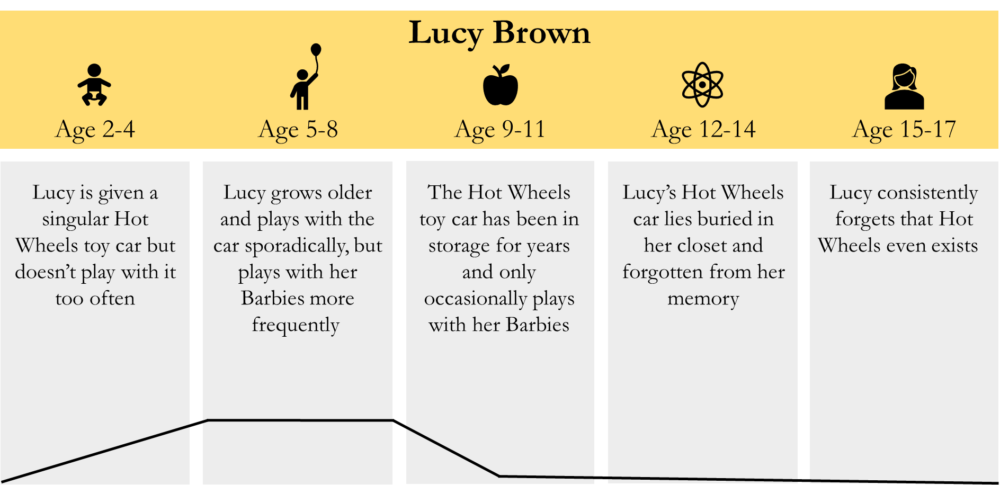 Lucy Brown
Age 2-4
Age 5-8
Age 9-11
Age 12-14
Age 15-17
Lucy is given a
singular Hot
Wheels toy car but
doesn’t play with it
too often
Lucy grows older
and plays with the
car sporadically, but
plays with her
Barbies more
frequently
The Hot Wheels
toy car has been in
storage for years
and only
occasionally plays
with her Barbies
Lucy’s Hot Wheels
car lies buried in
her closet and
forgotten from her
memory
Lucy consistently
forgets that Hot
Wheels even exists